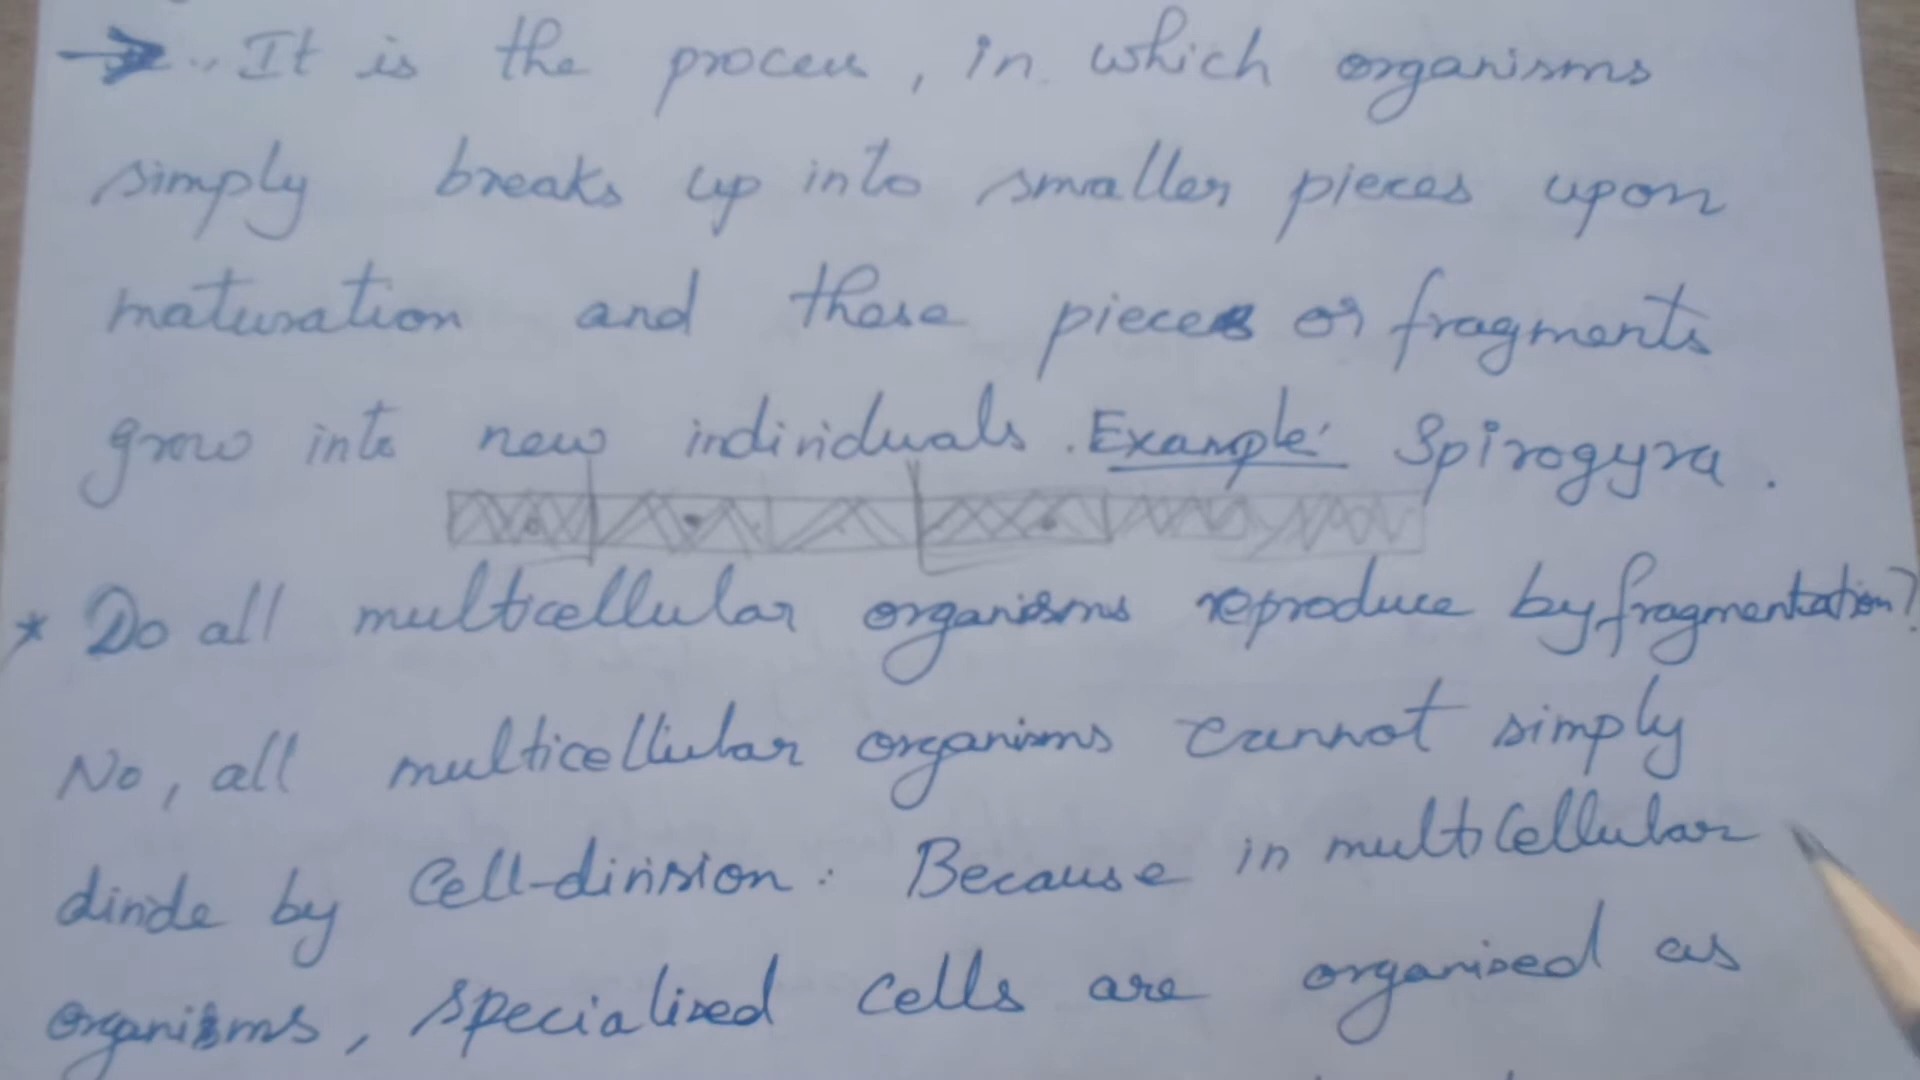 → It is the process, in which organisms
simply breaks up into smaller pieces upon
maturation and these pieces or fragments
grow into new individuals. Example: Spirogyra.
* Do all multicellular organisms reproduce by fragmentation?
No, all multicellular organisms cannot simply
divide by Cell-division. Because in multicellular
organisms, specialised cells are organised as